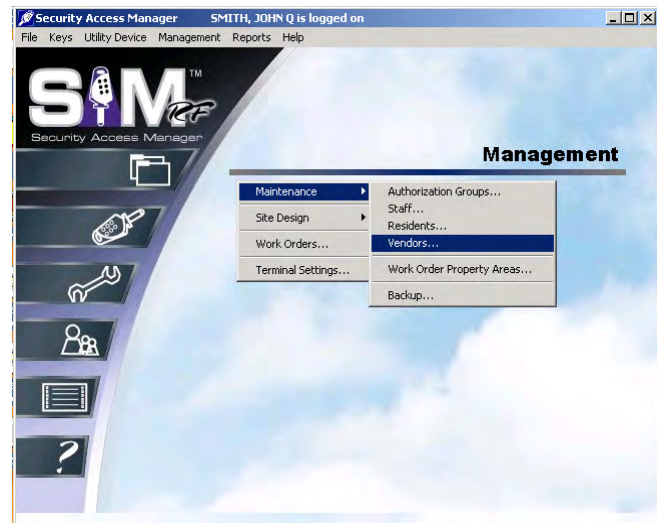 Security Access Manager SMITH, JOHN Q is logged on
File Keys Utility Device Management Reports Help
SAM TM
RF
Security Access Manager
Management
Maintenance
Site Design
Work Orders...
Terminal Settings...
Authorization Groups...
Staff...
Residents...
Vendors...
Work Order Property Areas...
Backup...
?